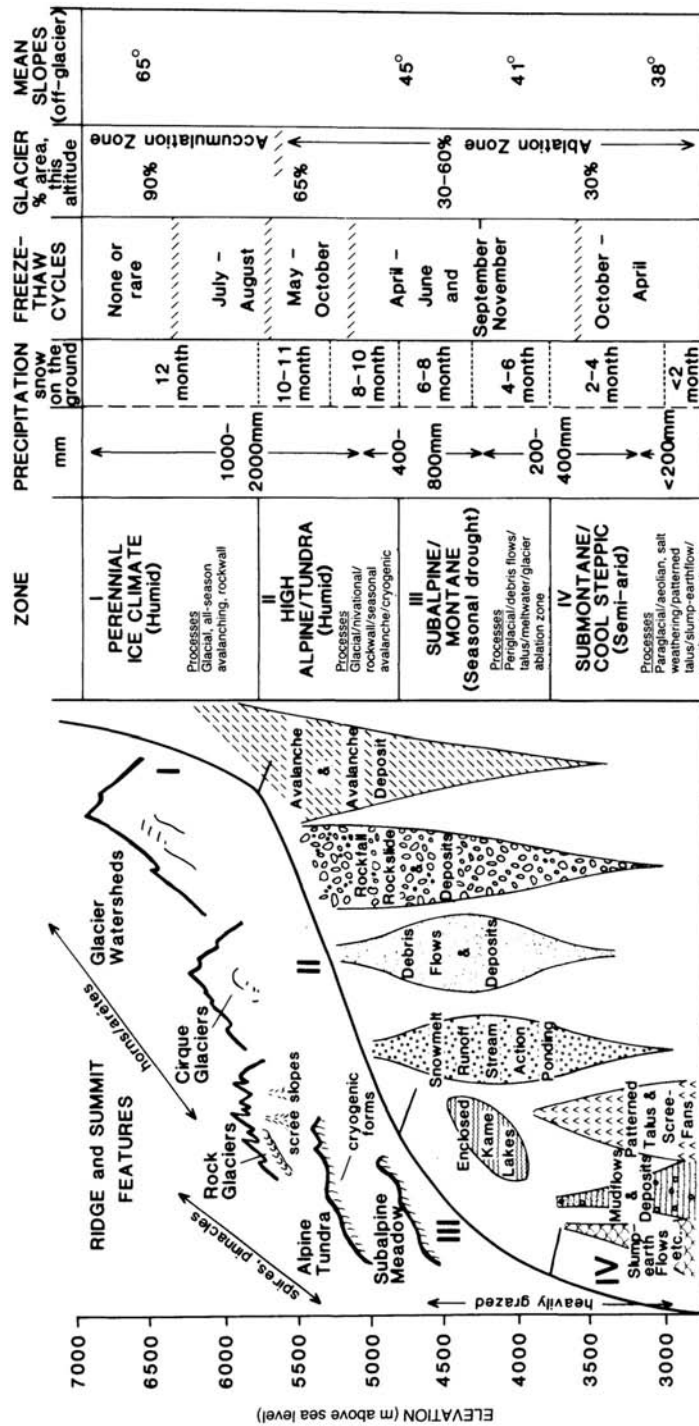 RIDGE and SUMMIT
FEATURES
horns/aretes
spires, pinnacles
Glacier
Watersheds
Cirque
Glaciers
Rock
Glaciers
scree slopes
Alpine
Tundra
cryogenic
forms
Subalpine
Meadow
I
II
III
IV
Avalanche
&
Avalanche
Deposit
Rockfall
Rockslide
&
Deposits
Debris
Flows
&
Deposits
Snowmelt
Runoff
Stream
Action
Ponding
Enclosed
Kame
Lakes
Patterned
Talus &
Scree-
Fans
Mudflows
&
Deposits
Slump-
earth
Flows
etc.
heavily grazed
7000
6500
6000
5500
5000
4500
4000
3500
3000
ELEVATION (m above sea level)
ZONE
I
PERENNIAL
ICE CLIMATE
(Humid)
Processes
Glacial, all-season
avalanching, rockwall
II
HIGH
ALPINE/TUNDRA
(Humid)
Processes
Glacial/nivational/
rockwall/seasonal
avalanche/cryogenic
III
SUBALPINE/
MONTANE
(Seasonal drought)
Processes
Periglacial/debris flows/
talus/meltwater/glacier
ablation zone
IV
SUBMONTANE/
COOL STEPPIC
(Semi-arid)
Processes
Paraglacial/aeolian, salt
weathering/patterned
talus/slump-earthflow/
PRECIPITATION
mm
snow
on the
ground
1000-
2000mm
400-
800mm
200-
400mm
<200mm
12
month
10-11
month
8-10
month
6-8
month
4-6
month
2-4
month
<2
month
FREEZE-
THAW
CYCLES
None or
rare
July -
August
May -
October
April -
June
and
September-
November
October -
April
GLACIER
% area,
this
altitude
90%
65%
30-60%
30%
Accumulation Zone
Ablation Zone
MEAN
SLOPES
(off-glacier)
65°
45°
41°
38°